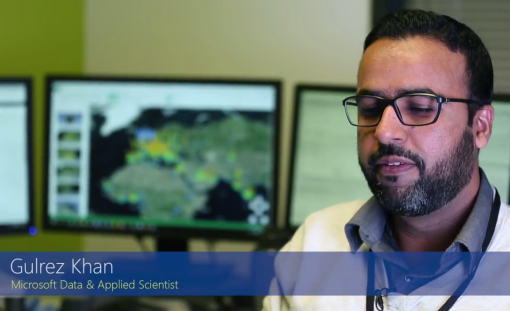 Gulrez Khan
Microsoft Data & Applied Scientist